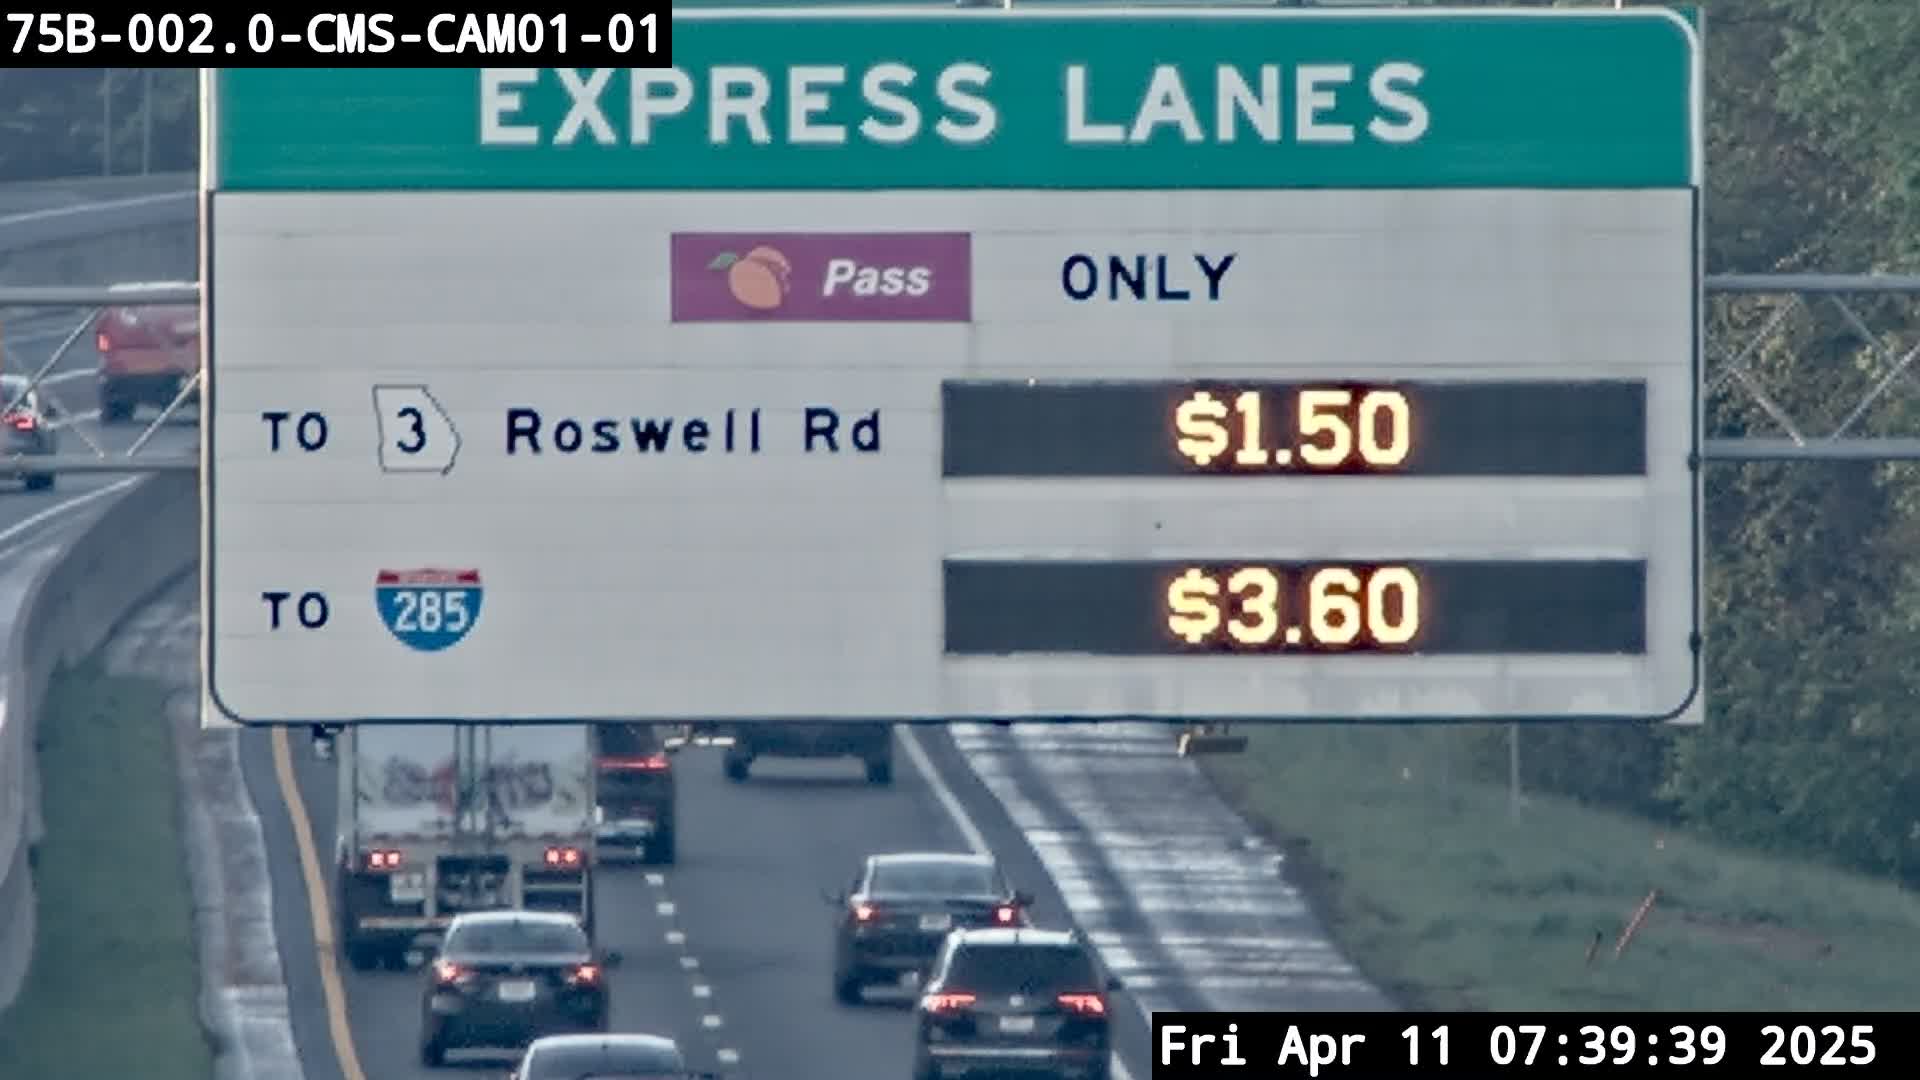 75B-002.0-CMS-CAM01-01
EXPRESS LANES
Pass ONLY
TO 3 Roswell Rd $1.50
TO 285 $3.60
Fri Apr 11 07:39:39 2025